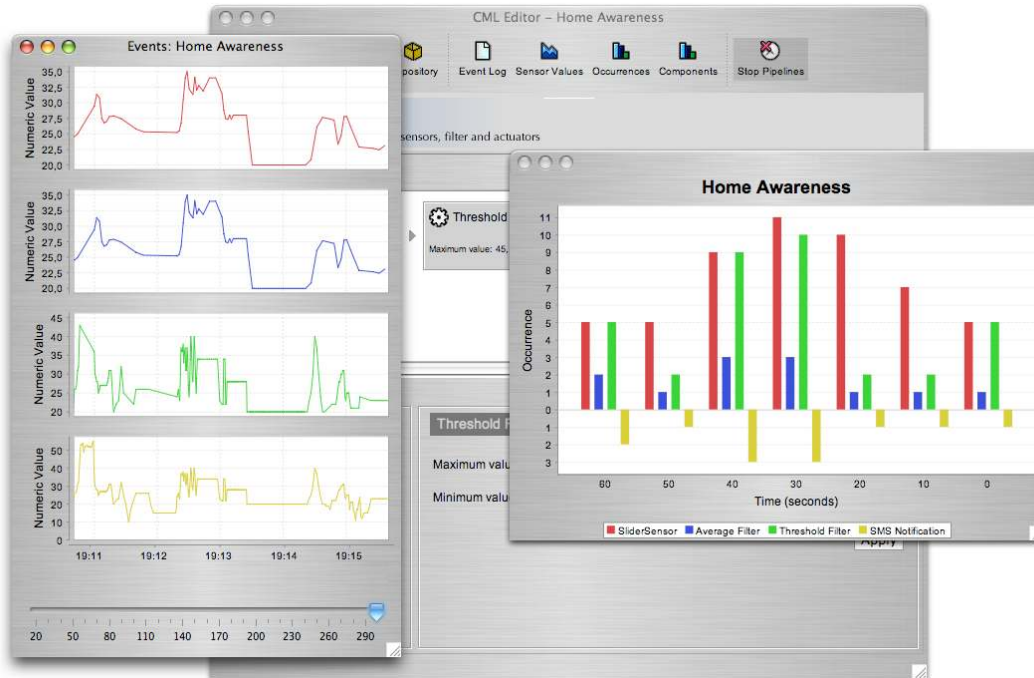 CML Editor – Home Awareness
pository
Event Log
Sensor Values
Occurrences
Components
Stop Pipelines
sensors, filter and actuators
Threshold
Maximum value: 45,
Threshold F
Maximum valu
Minimum valu
Apply
Events: Home Awareness
Numeric Value
35,0
32,5
30,0
27,5
25,0
22,5
20,0
Numeric Value
35,0
32,5
30,0
27,5
25,0
22,5
20,0
Numeric Value
45
40
35
30
25
20
Numeric Value
50
40
30
20
10
0
19:11 19:12 19:13 19:14 19:15
20 50 80 110 140 170 200 230 260 290
Home Awareness
Occurrence
11
10
9
8
7
6
5
4
3
2
1
0
1
2
3
60 50 40 30 20 10 0
Time (seconds)
SliderSensor Average Filter Threshold Filter SMS Notification